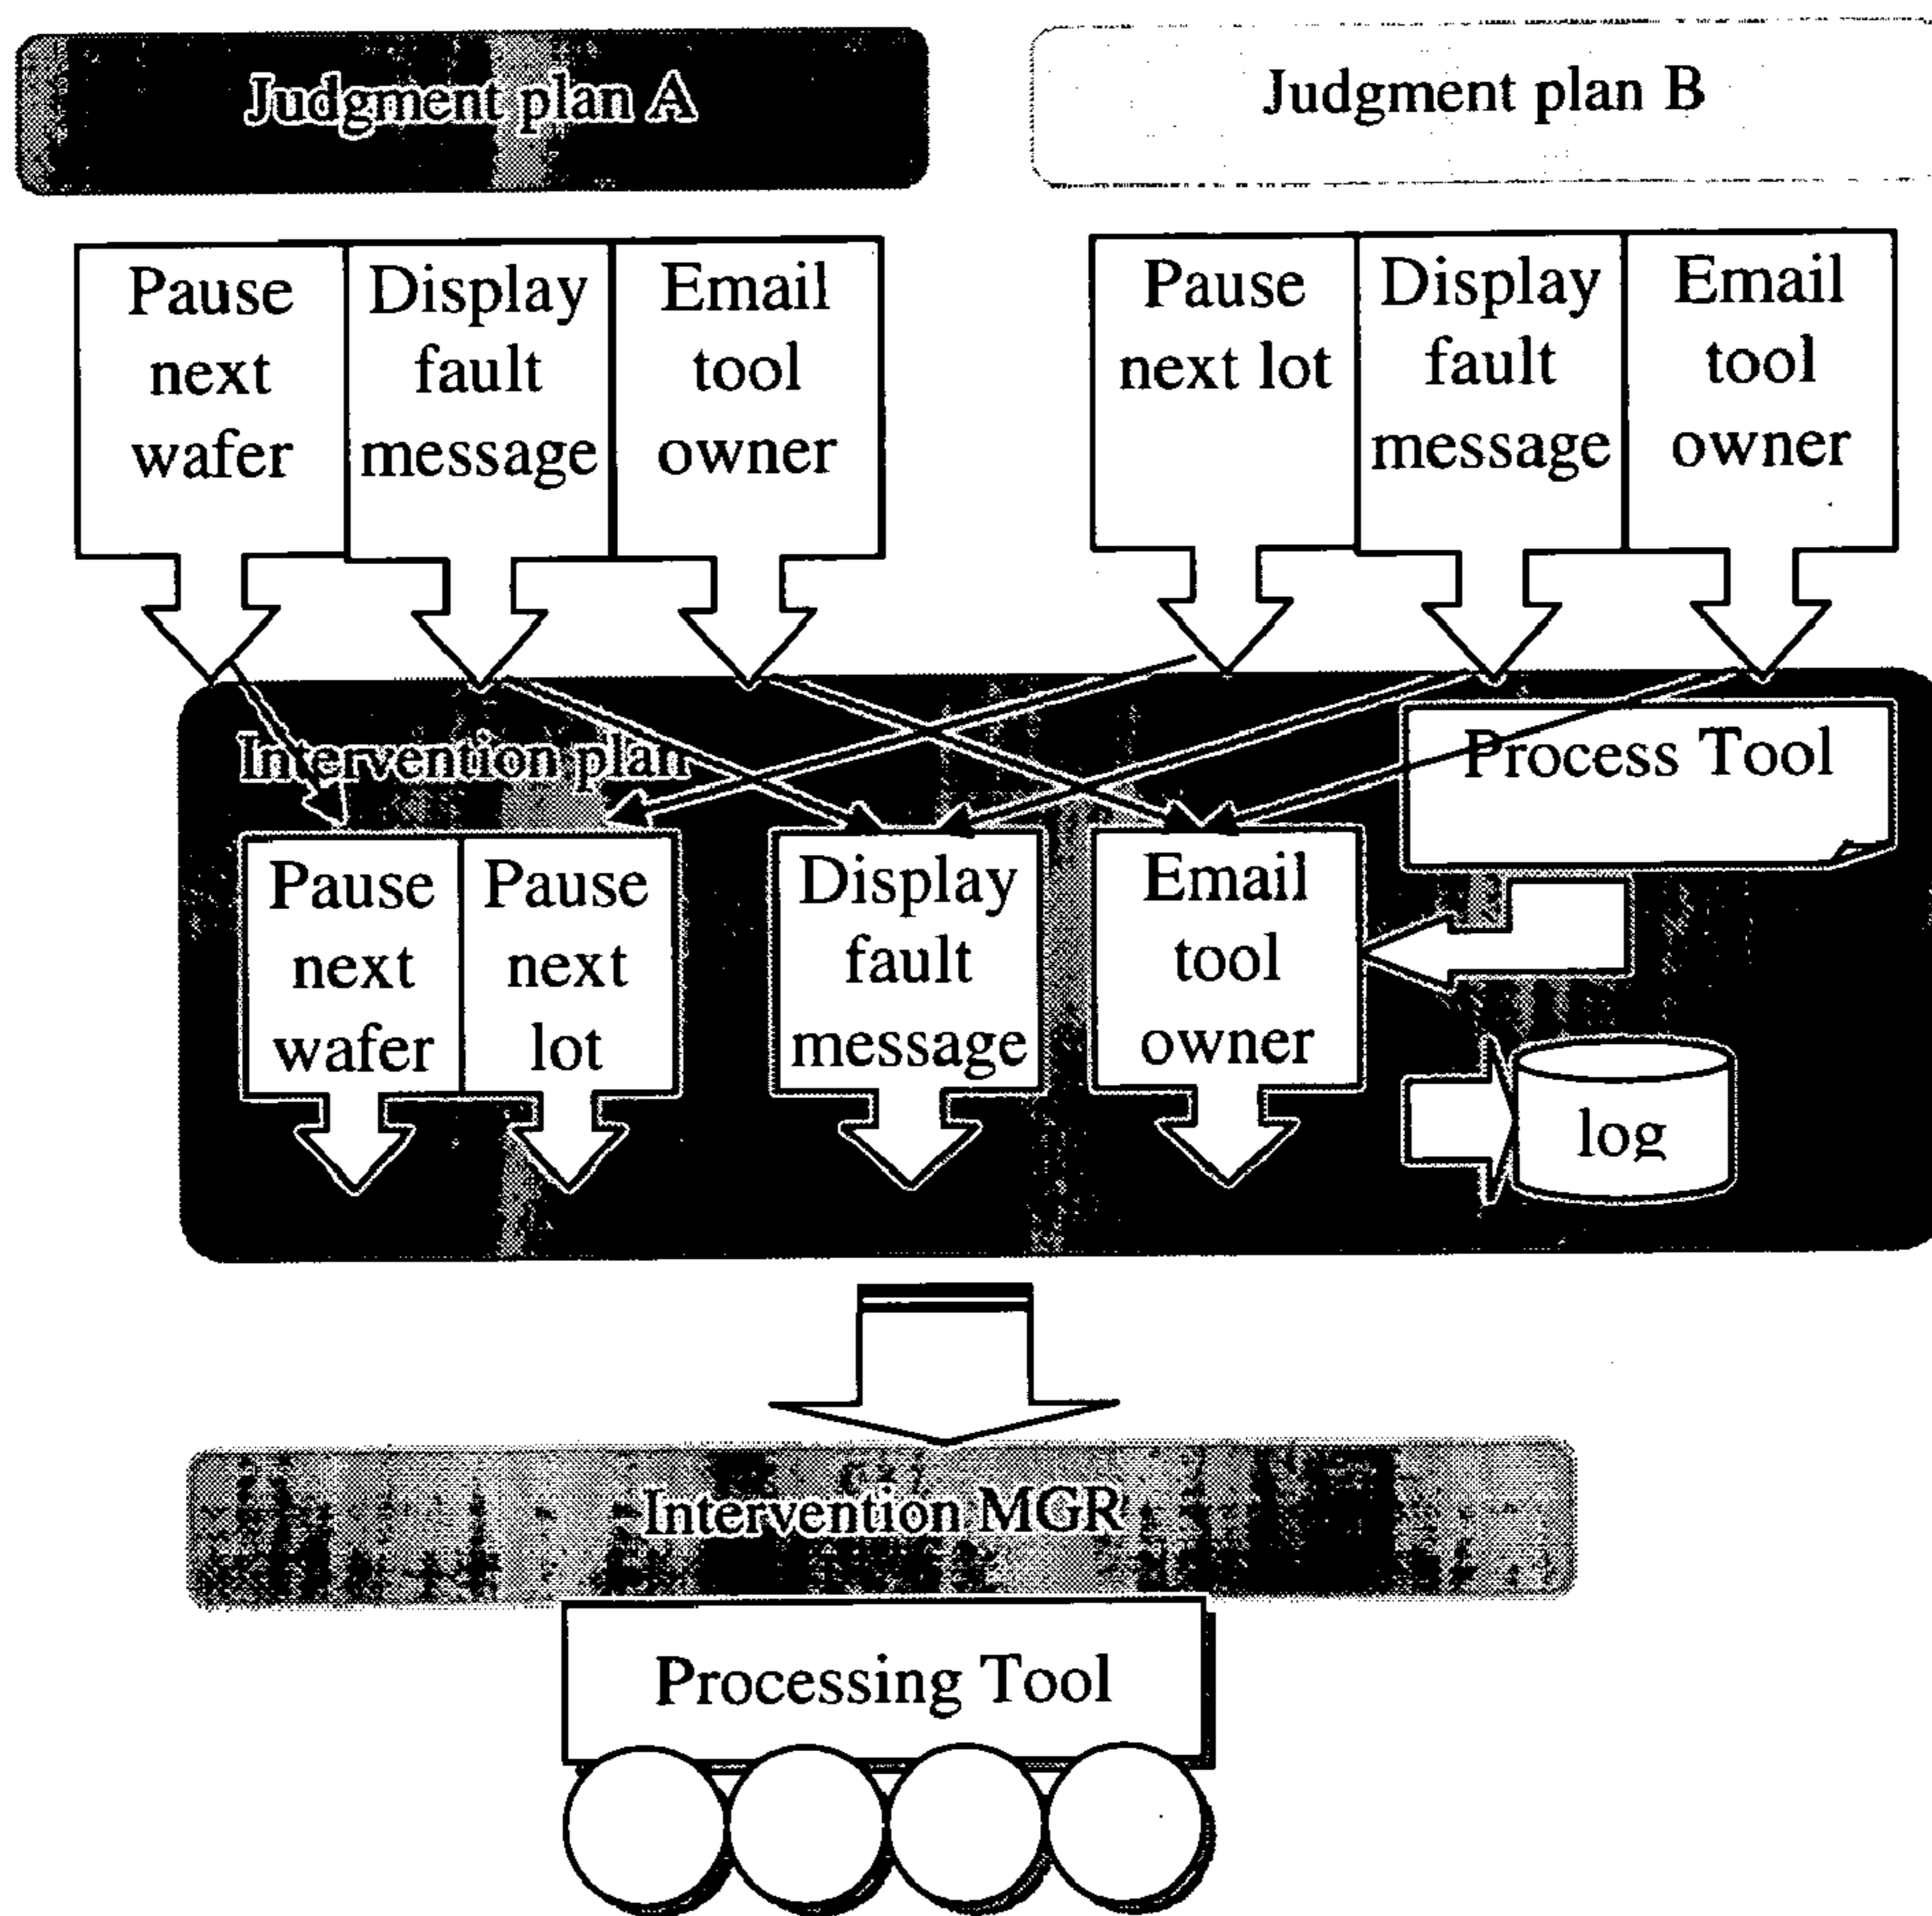 Judgment plan A
Judgment plan B
Pause
next
wafer
Display
fault
message
Email
tool
owner
Pause
next lot
Display
fault
message
Email
tool
owner
Intervention plan
Process Tool
Pause
next
wafer
Pause
next
lot
Display
fault
message
Email
tool
owner
log
Intervention MGR
Processing Tool